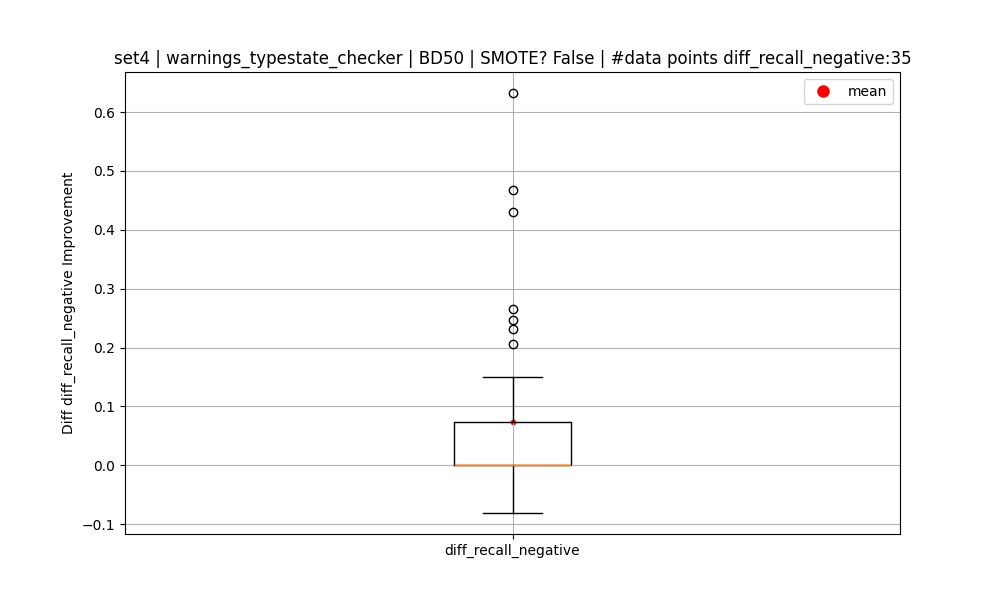 set4 | warnings_typestate_checker | BD50 | SMOTE? False | #data points diff_recall_negative:35
mean
0.6
0.5
0.4
0.3
0.2
0.1
0.0
−0.1
Diff diff_recall_negative Improvement
diff_recall_negative